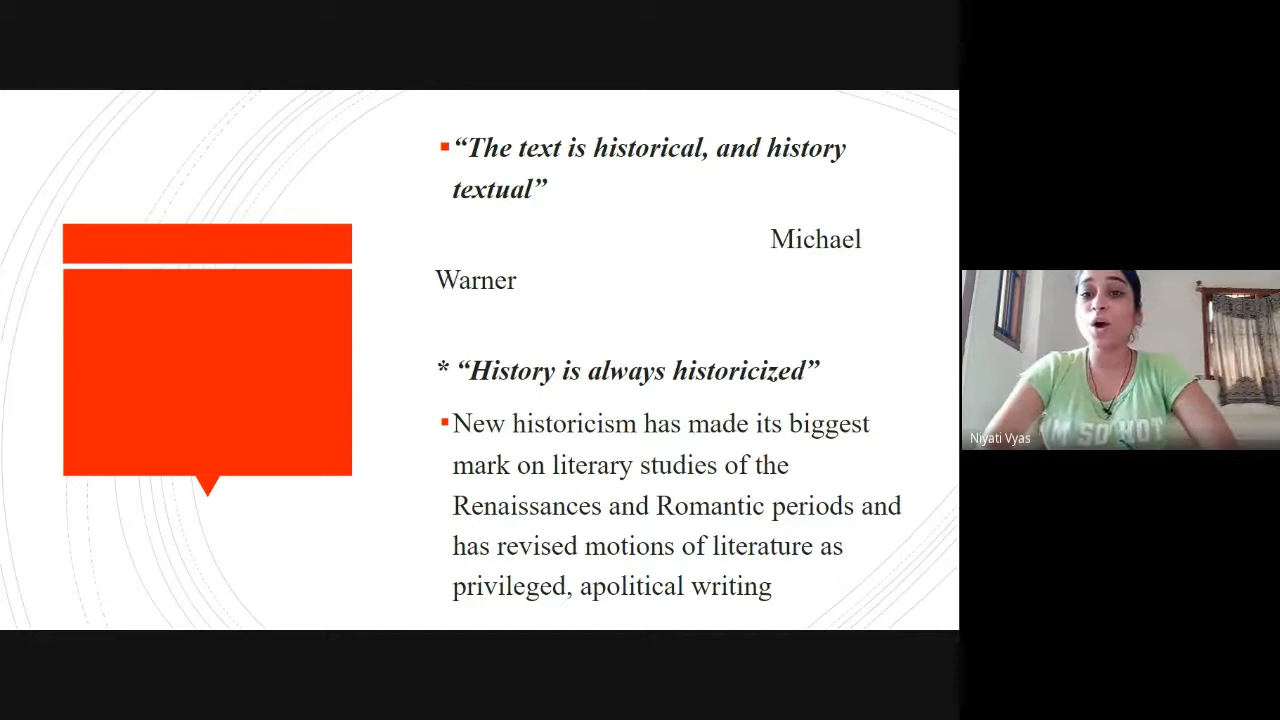 “The text is historical, and history
textual”
Michael
Warner
* “History is always historicized”
New historicism has made its biggest
mark on literary studies of the
Renaissances and Romantic periods and
has revised motions of literature as
privileged, apolitical writing
I'M SO HOT
Niyati Vyas